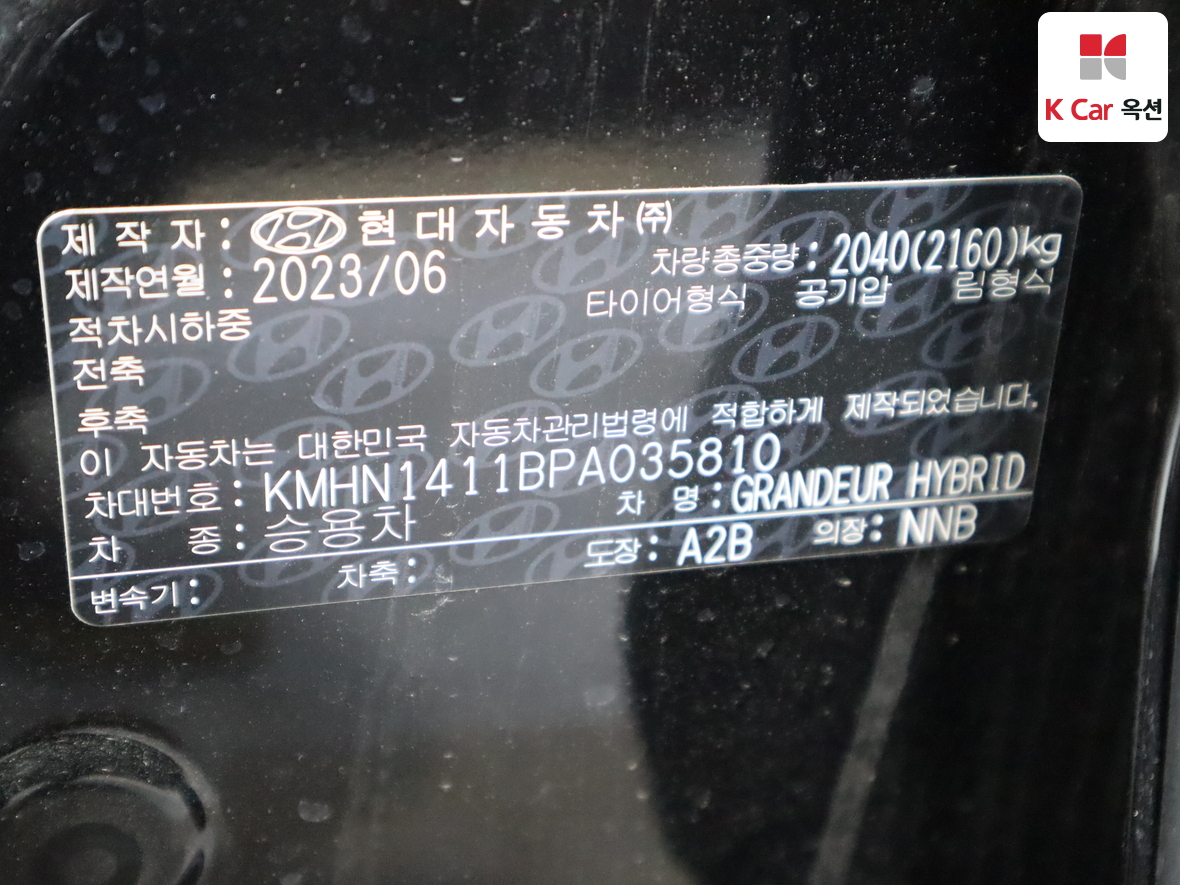 K Car 옥션
제 작 자 : 현 대 자 동 차 ㈜
제작연월 : 2023/06 차량총중량 : 2040(2160)kg
적차시하중 타이어형식 공기압 림형식
전축
후축
이 자동차는 대한민국 자동차관리법령에 적합하게 제작되었습니다.
차대번호 : KMHN1411BPA035810
차 종 : 승용차 차 명 : GRANDEUR HYBRID
변속기 : 차축 : 도장 : A2B 의장 : NNB